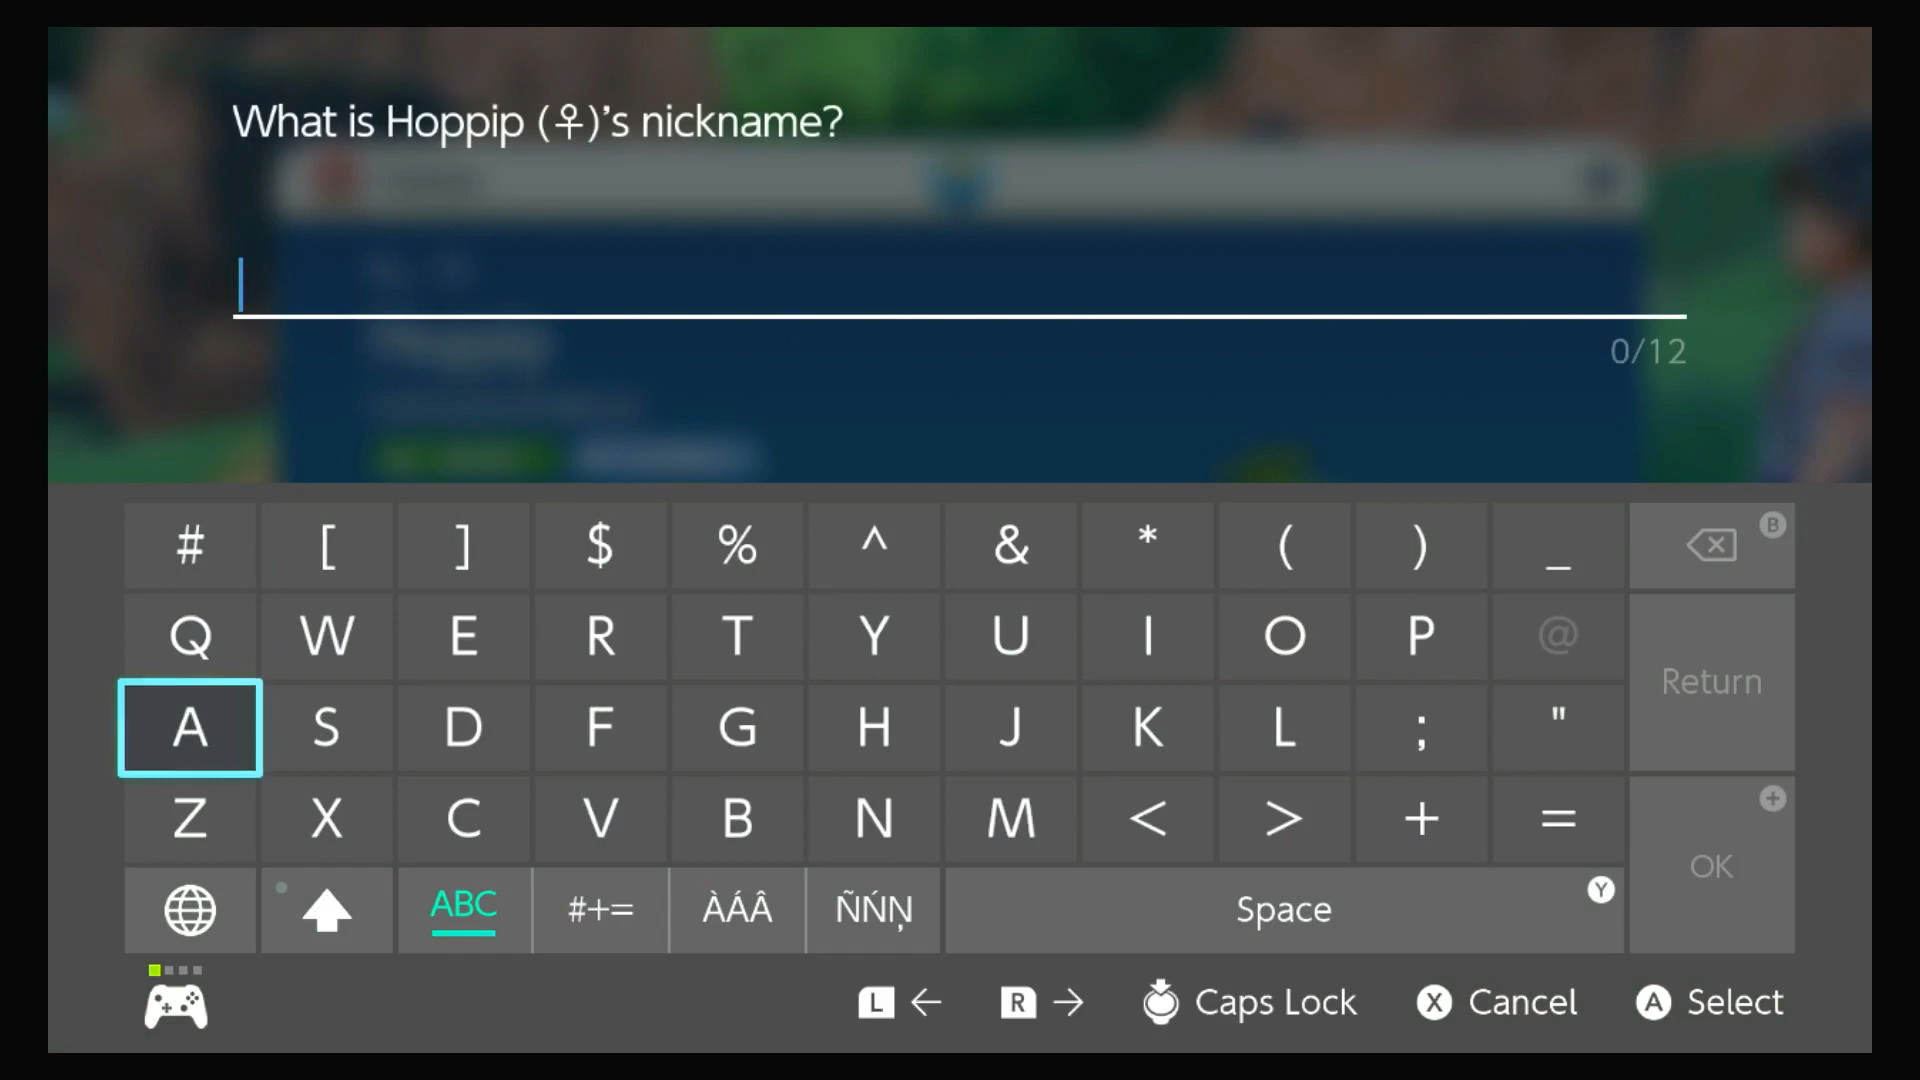 What is Hoppip (♀)'s nickname?
0/12
# [ ] $ % ^ & * ( ) _ B
Q W E R T Y U I O P @ Return
A S D F G H J K L ; "
Z X C V B N M < > + = + OK
ABC #+= ÀÁÂ ÑŃŅ Space Y
L ← R → Caps Lock X Cancel A Select